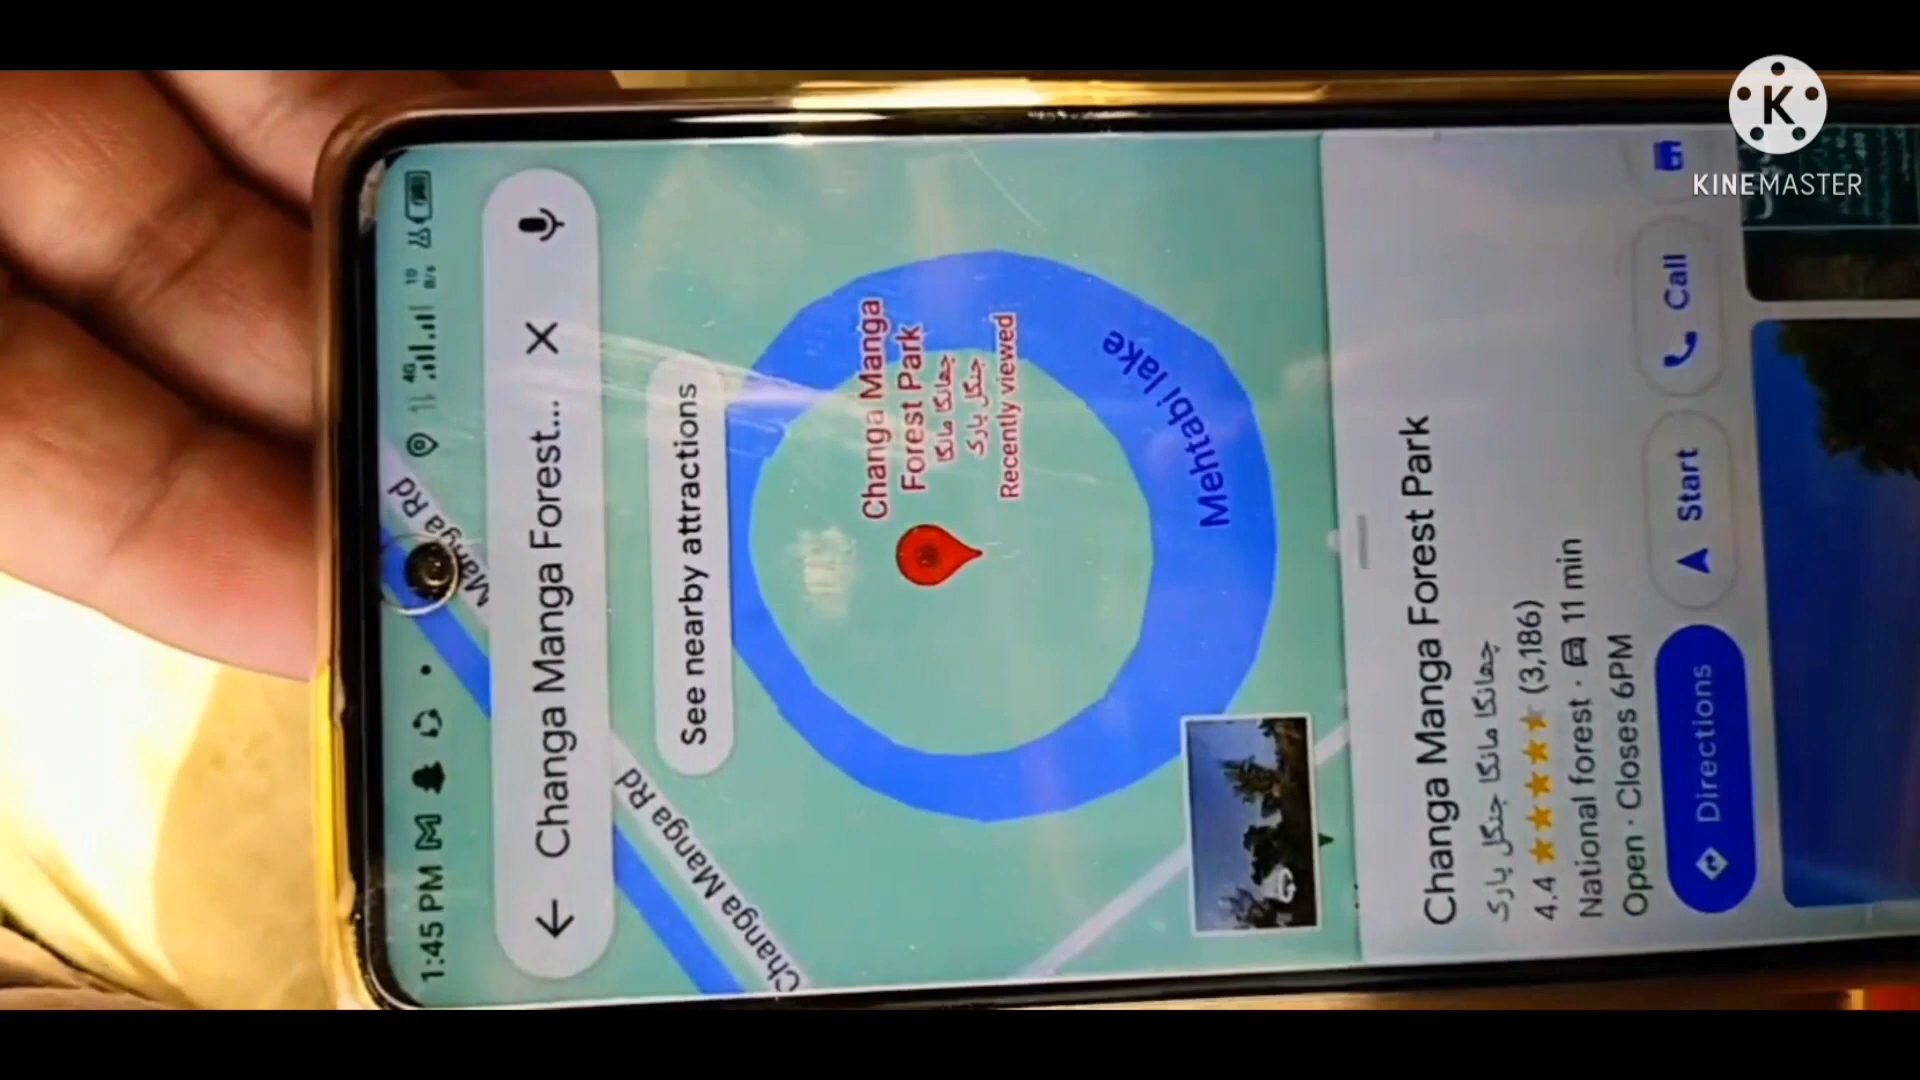 1:45 PM
4G
10
B/s
Changa Manga Forest...
See nearby attractions
Manga Rd
Changa Manga Rd
Changa Manga
Forest Park
چھانگا مانگا
جنگل پارک
Recently viewed
Mehtabi lake
Changa Manga Forest Park
چھانگا مانگا جنگل پارک
4.4 (3,186)
National forest · 11 min
Open · Closes 6PM
Directions
Start
Call
K
KINEMASTER